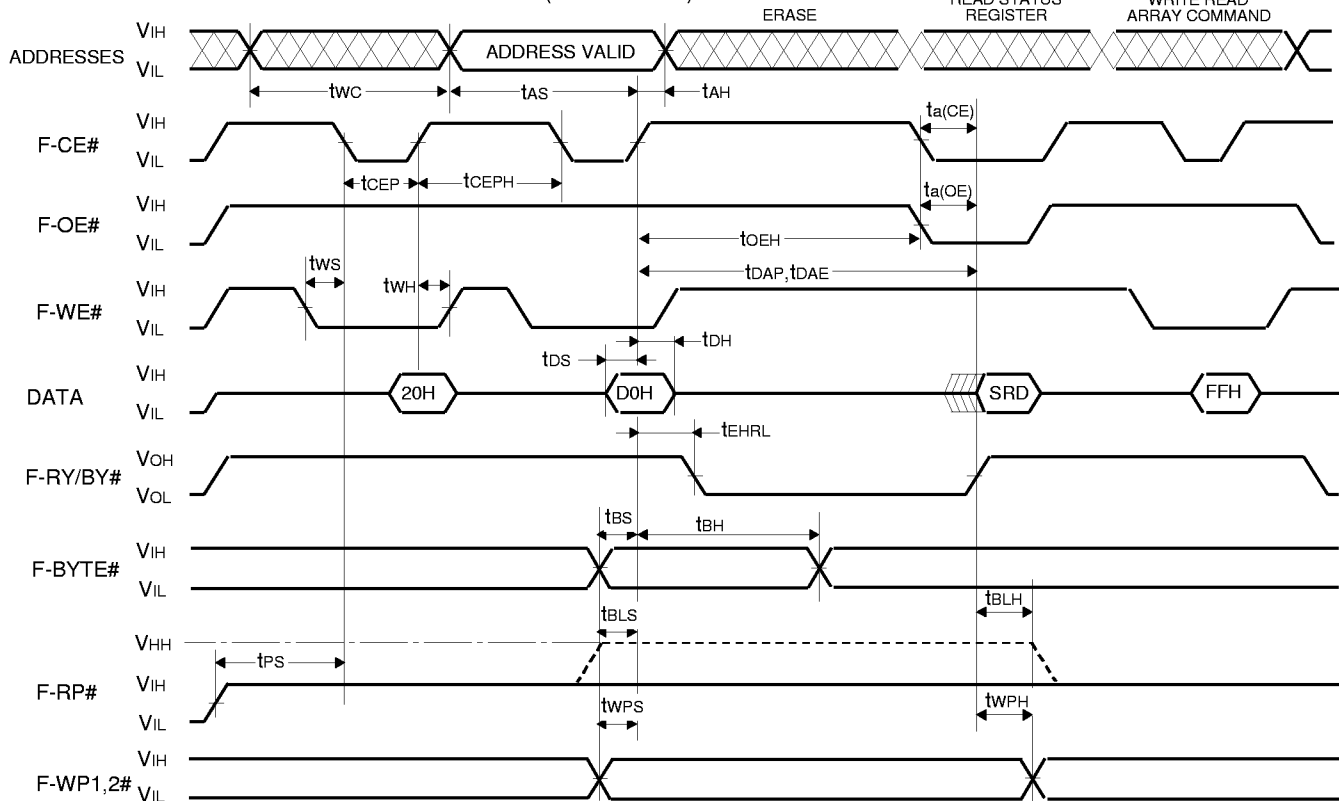 ERASE
REGISTER
WRITE READ
ARRAY COMMAND
ADDRESSES
VIH
VIL
ADDRESS VALID
tWC
tAS
tAH
F-CE#
VIH
VIL
ta(CE)
tCEP
tCEPH
F-OE#
VIH
VIL
ta(OE)
tOEH
tWS
tWH
tDAP,tDAE
F-WE#
VIH
VIL
tDS
tDH
DATA
VIH
VIL
20H
D0H
SRD
FFH
tEHRL
F-RY/BY#
VOH
VOL
tBS
tBH
F-BYTE#
VIH
VIL
tBLS
tBLH
VHH
tPS
F-RP#
VIH
VIL
tWPS
tWPH
F-WP1,2#
VIH
VIL